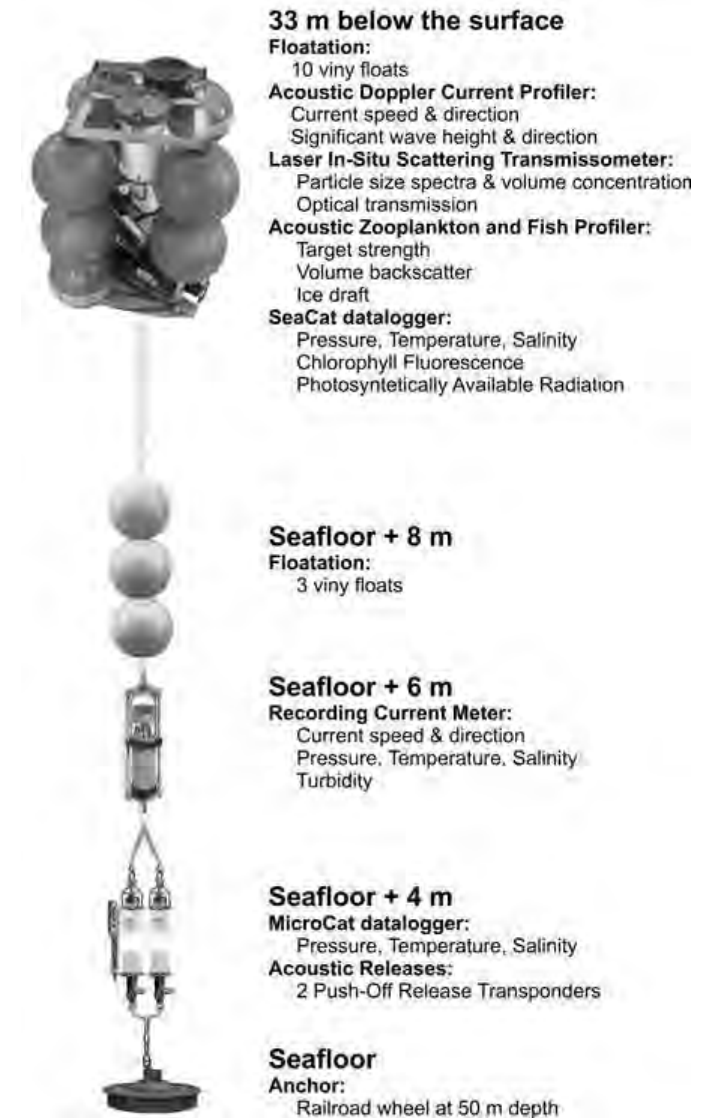 33 m below the surface
Floatation:
10 viny floats
Acoustic Doppler Current Profiler:
Current speed & direction
Significant wave height & direction
Laser In-Situ Scattering Transmissometer:
Particle size spectra & volume concentration
Optical transmission
Acoustic Zooplankton and Fish Profiler:
Target strength
Volume backscatter
Ice draft
SeaCat datalogger:
Pressure, Temperature, Salinity
Chlorophyll Fluorescence
Photosyntetically Available Radiation
Seafloor + 8 m
Floatation:
3 viny floats
Seafloor + 6 m
Recording Current Meter:
Current speed & direction
Pressure, Temperature, Salinity
Turbidity
Seafloor + 4 m
MicroCat datalogger:
Pressure, Temperature, Salinity
Acoustic Releases:
2 Push-Off Release Transponders
Seafloor
Anchor:
Railroad wheel at 50 m depth